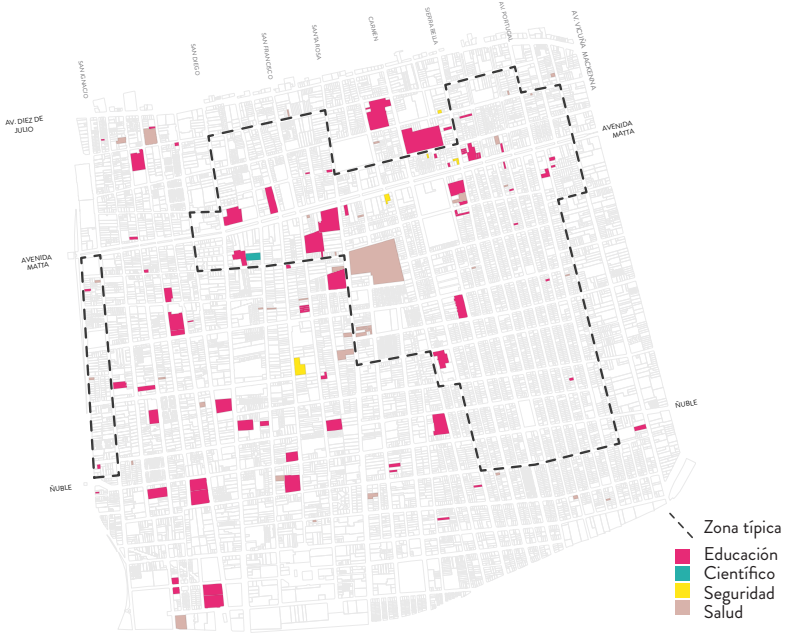 SAN IGNACIO
SAN DIEGO
SAN FRANCISCO
SANTA ROSA
CARMEN
SIERRA BELLA
AV. PORTUGAL
AV. VICUÑA MACKENNA
AV. DIEZ DE
JULIO
AVENIDA
MATTA
AVENIDA
MATTA
ÑUBLE
ÑUBLE
Zona típica
Educación
Científico
Seguridad
Salud